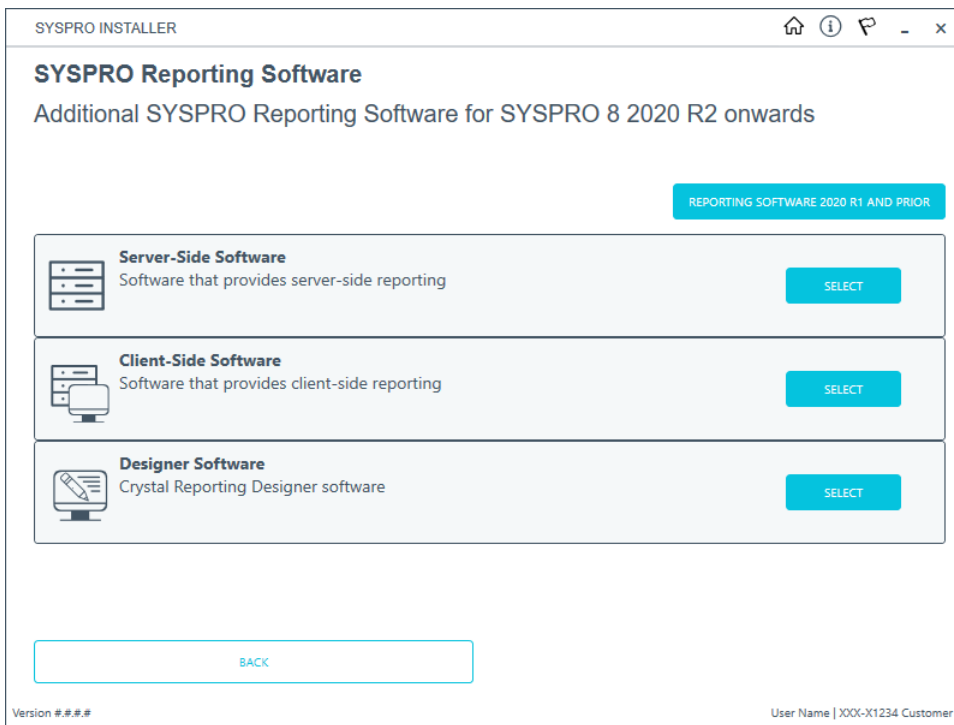 SYSPRO INSTALLER
SYSPRO Reporting Software
Additional SYSPRO Reporting Software for SYSPRO 8 2020 R2 onwards
REPORTING SOFTWARE 2020 R1 AND PRIOR
Server-Side Software
Software that provides server-side reporting
SELECT
Client-Side Software
Software that provides client-side reporting
SELECT
Designer Software
Crystal Reporting Designer software
SELECT
BACK
Version #.#.#.#
User Name | XXX-X1234 Customer